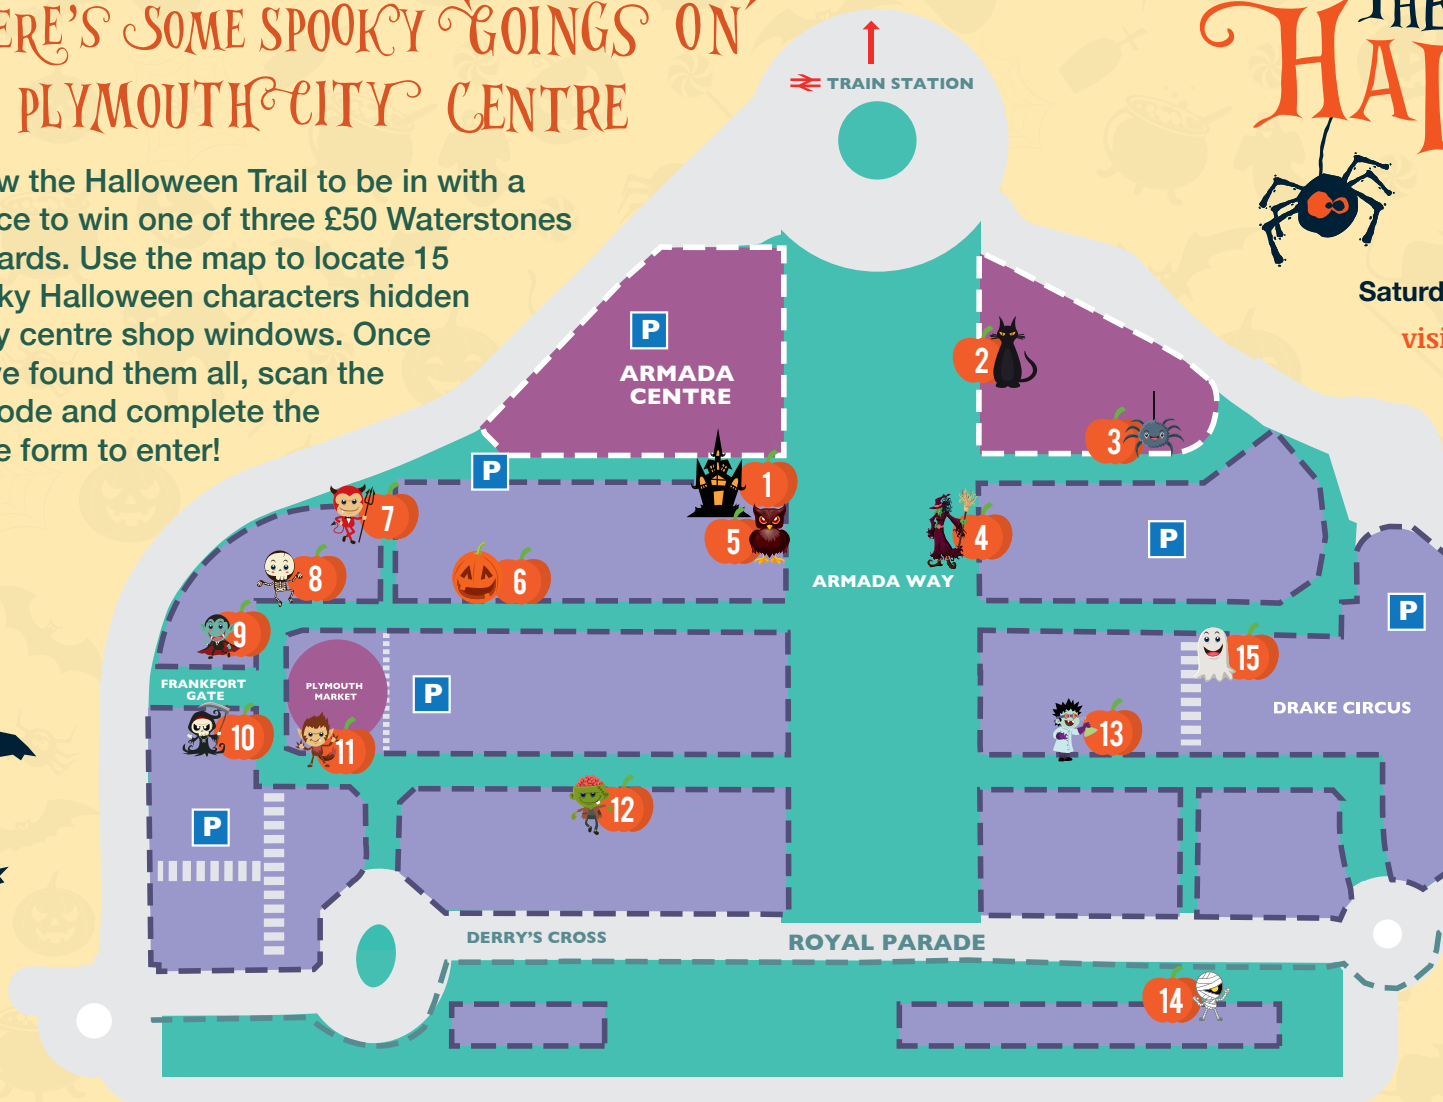 ERE'S SOME SPOOKY 'GOINGS ON'
PLYMOUTH CITY CENTRE
w the Halloween Trail to be in with a
ce to win one of three £50 Waterstones
ards. Use the map to locate 15
ky Halloween characters hidden
y centre shop windows. Once
ve found them all, scan the
ode and complete the
e form to enter!
THE
HAL
Saturd
visi
TRAIN STATION
P
ARMADA
CENTRE
2
3
P
1
5
4
7
6
8
9
P
ARMADA WAY
P
FRANKFORT
GATE
PLYMOUTH
MARKET
P
15
DRAKE CIRCUS
10
11
13
12
P
DERRY'S CROSS
ROYAL PARADE
14